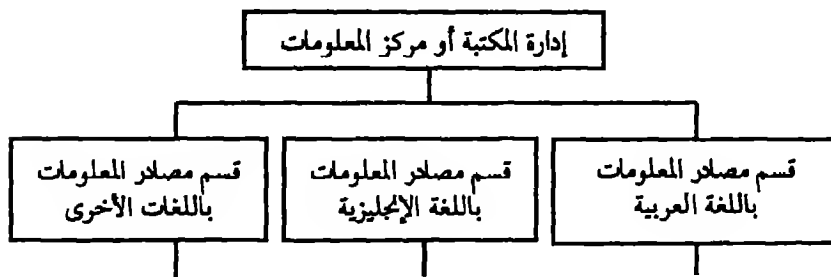 إدارة المكتبة أو مركز المعلومات
قسم مصادر المعلومات
باللغة العربية
قسم مصادر المعلومات
باللغة الإنجليزية
قسم مصادر المعلومات
باللغات الأخرى